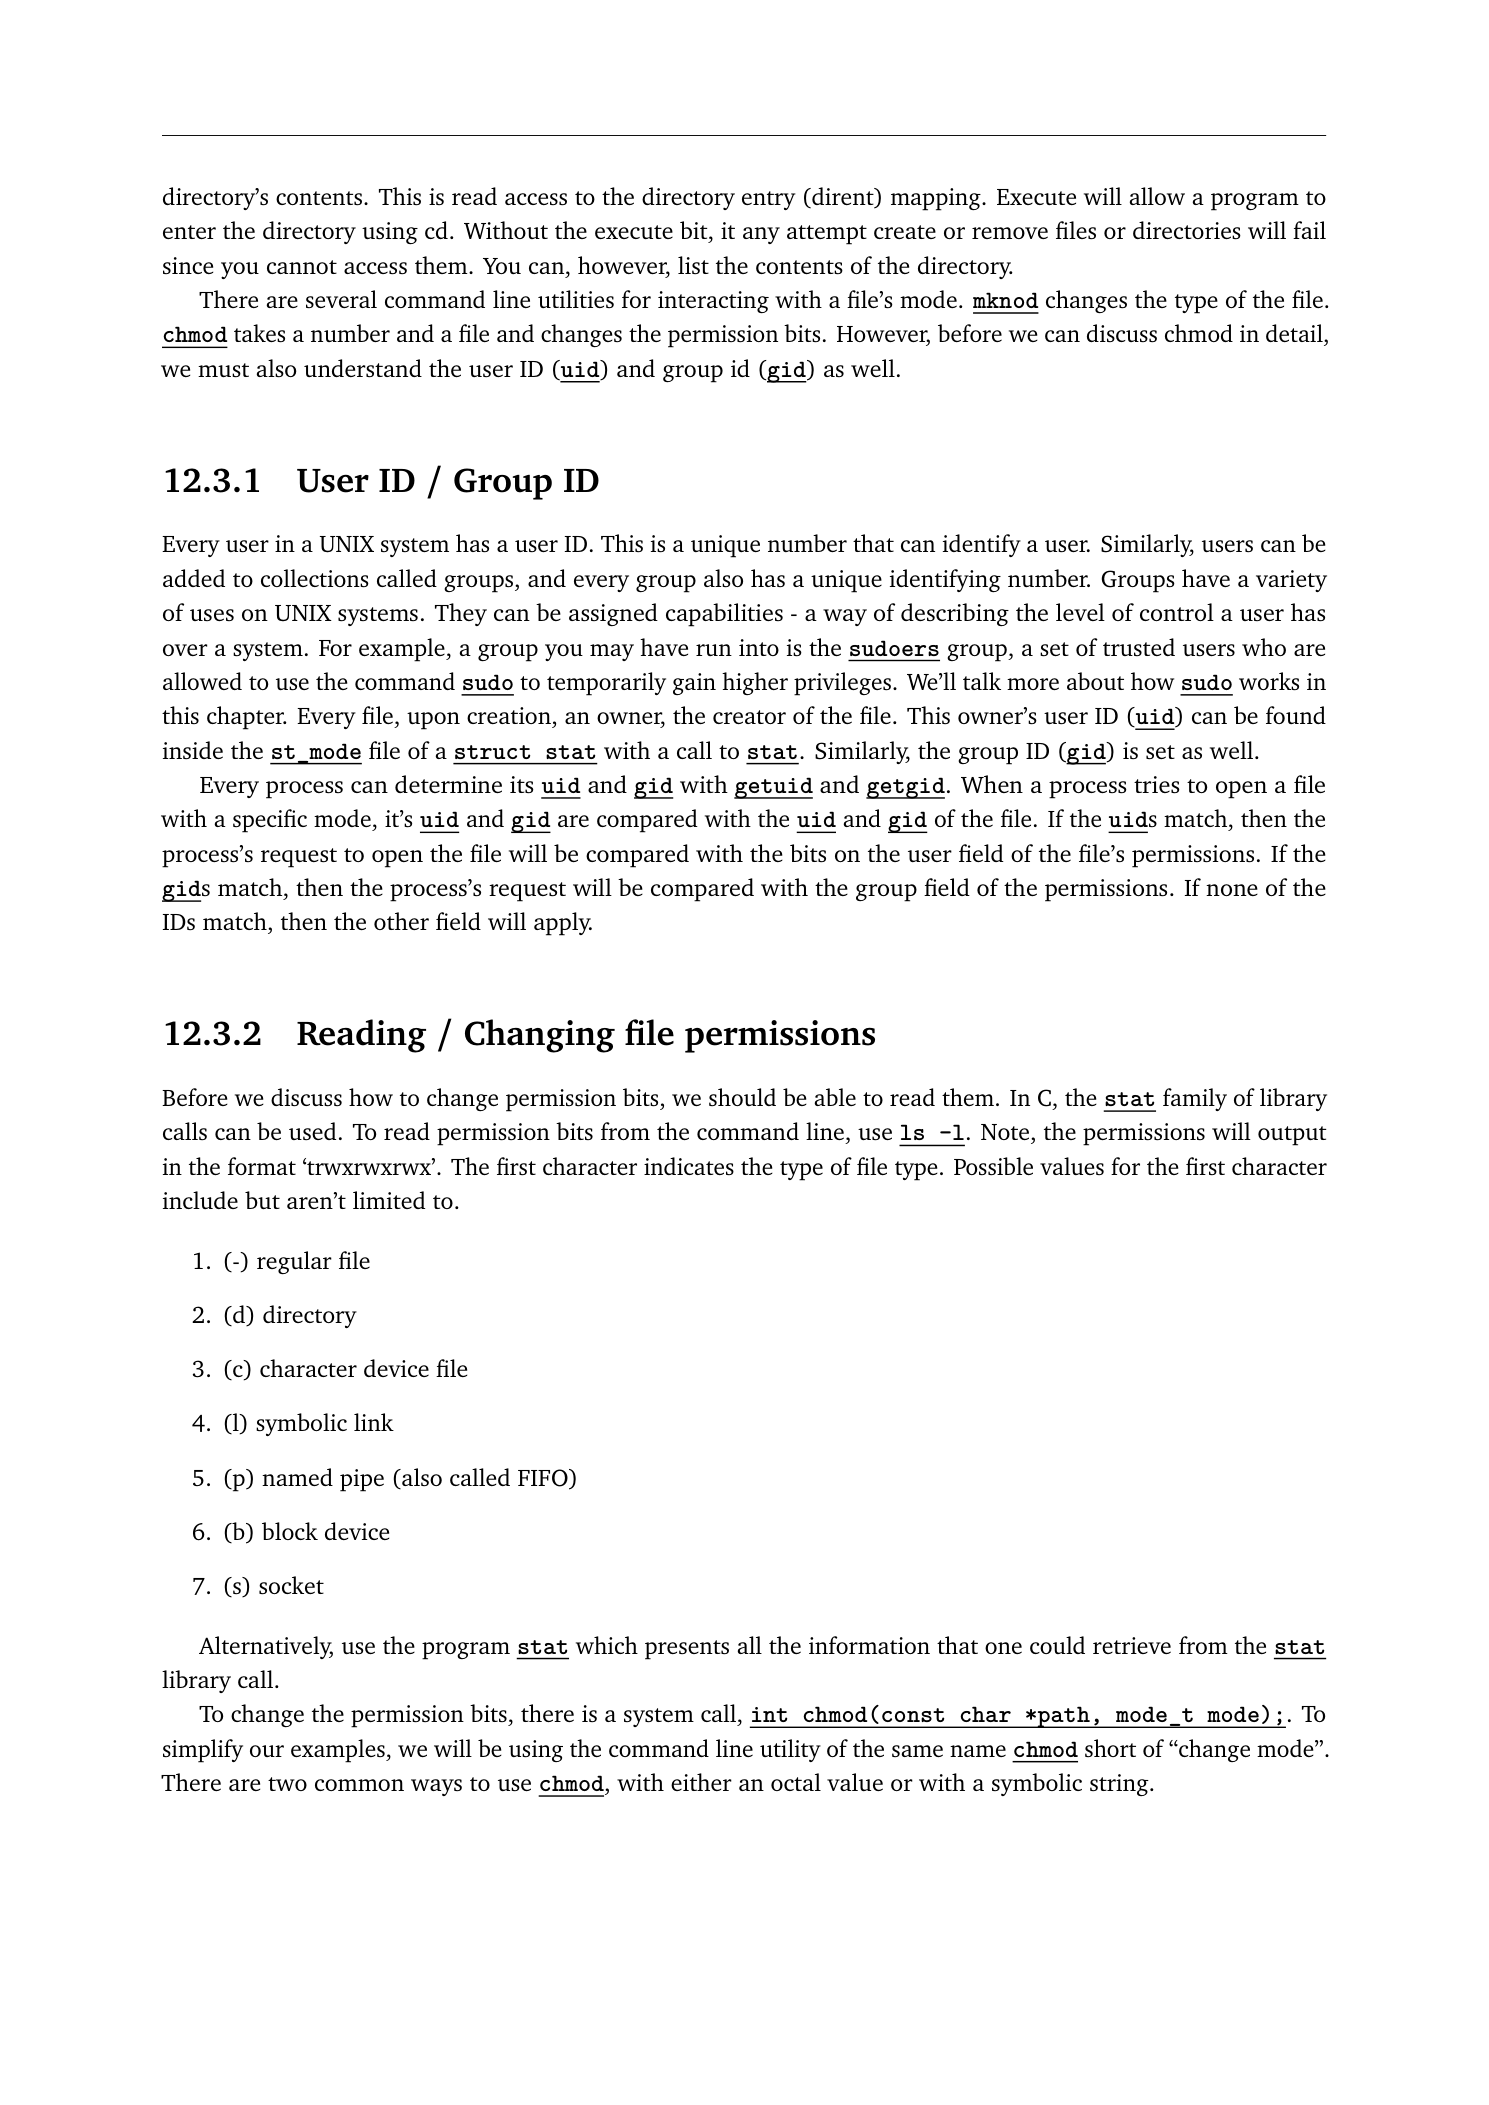 directory’s contents. This is read access to the directory entry (dirent) mapping. Execute will allow a program to
enter the directory using cd. Without the execute bit, it any attempt create or remove files or directories will fail
since you cannot access them. You can, however, list the contents of the directory.
There are several command line utilities for interacting with a file’s mode. mknod changes the type of the file.
chmod takes a number and a file and changes the permission bits. However, before we can discuss chmod in detail,
we must also understand the user ID (uid) and group id (gid) as well.
12.3.1 User ID / Group ID
Every user in a UNIX system has a user ID. This is a unique number that can identify a user. Similarly, users can be
added to collections called groups, and every group also has a unique identifying number. Groups have a variety
of uses on UNIX systems. They can be assigned capabilities - a way of describing the level of control a user has
over a system. For example, a group you may have run into is the sudoers group, a set of trusted users who are
allowed to use the command sudo to temporarily gain higher privileges. We’ll talk more about how sudo works in
this chapter. Every file, upon creation, an owner, the creator of the file. This owner’s user ID (uid) can be found
inside the st_mode file of a struct stat with a call to stat. Similarly, the group ID (gid) is set as well.
Every process can determine its uid and gid with getuid and getgid. When a process tries to open a file
with a specific mode, it’s uid and gid are compared with the uid and gid of the file. If the uids match, then the
process’s request to open the file will be compared with the bits on the user field of the file’s permissions. If the
gids match, then the process’s request will be compared with the group field of the permissions. If none of the
IDs match, then the other field will apply.
12.3.2 Reading / Changing file permissions
Before we discuss how to change permission bits, we should be able to read them. In C, the stat family of library
calls can be used. To read permission bits from the command line, use ls -l. Note, the permissions will output
in the format ‘trwxrwxrwx’. The first character indicates the type of file type. Possible values for the first character
include but aren’t limited to.
1. (-) regular file
2. (d) directory
3. (c) character device file
4. (l) symbolic link
5. (p) named pipe (also called FIFO)
6. (b) block device
7. (s) socket
Alternatively, use the program stat which presents all the information that one could retrieve from the stat
library call.
To change the permission bits, there is a system call, int chmod(const char *path, mode_t mode);. To
simplify our examples, we will be using the command line utility of the same name chmod short of “change mode”.
There are two common ways to use chmod, with either an octal value or with a symbolic string.